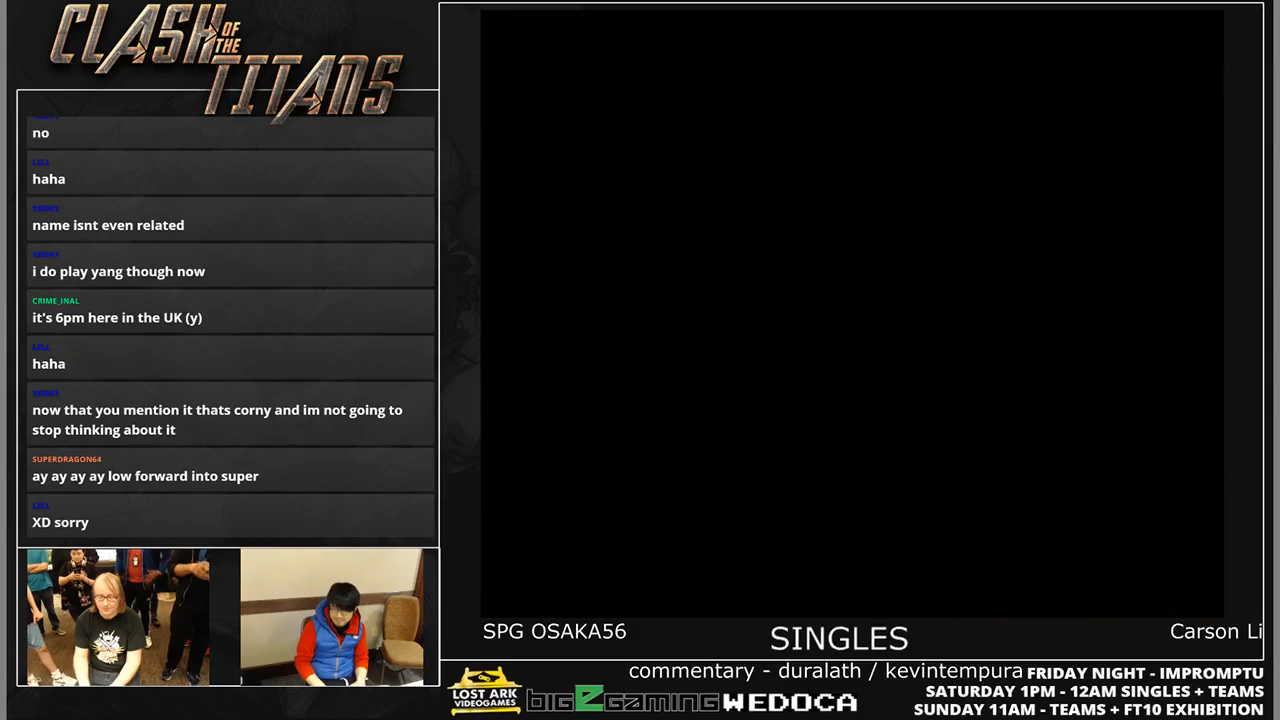 CLASH
OF
THE
TITANS
no
haha
name isnt even related
i do play yang though now
CRIME_INAL
it's 6pm here in the UK (y)
haha
now that you mention it thats corny and im not going to
stop thinking about it
SUPERDRAGON64
ay ay ay ay low forward into super
XD sorry
SPG OSAKA56
SINGLES
Carson Li
commentary - duralath / kevintempura
LOST ARK
VIDEOGAMES
bigEgaming
WEDOCA
FRIDAY NIGHT - IMPROMPTU
SATURDAY 1PM - 12AM SINGLES + TEAMS
SUNDAY 11AM - TEAMS + FT10 EXHIBITION